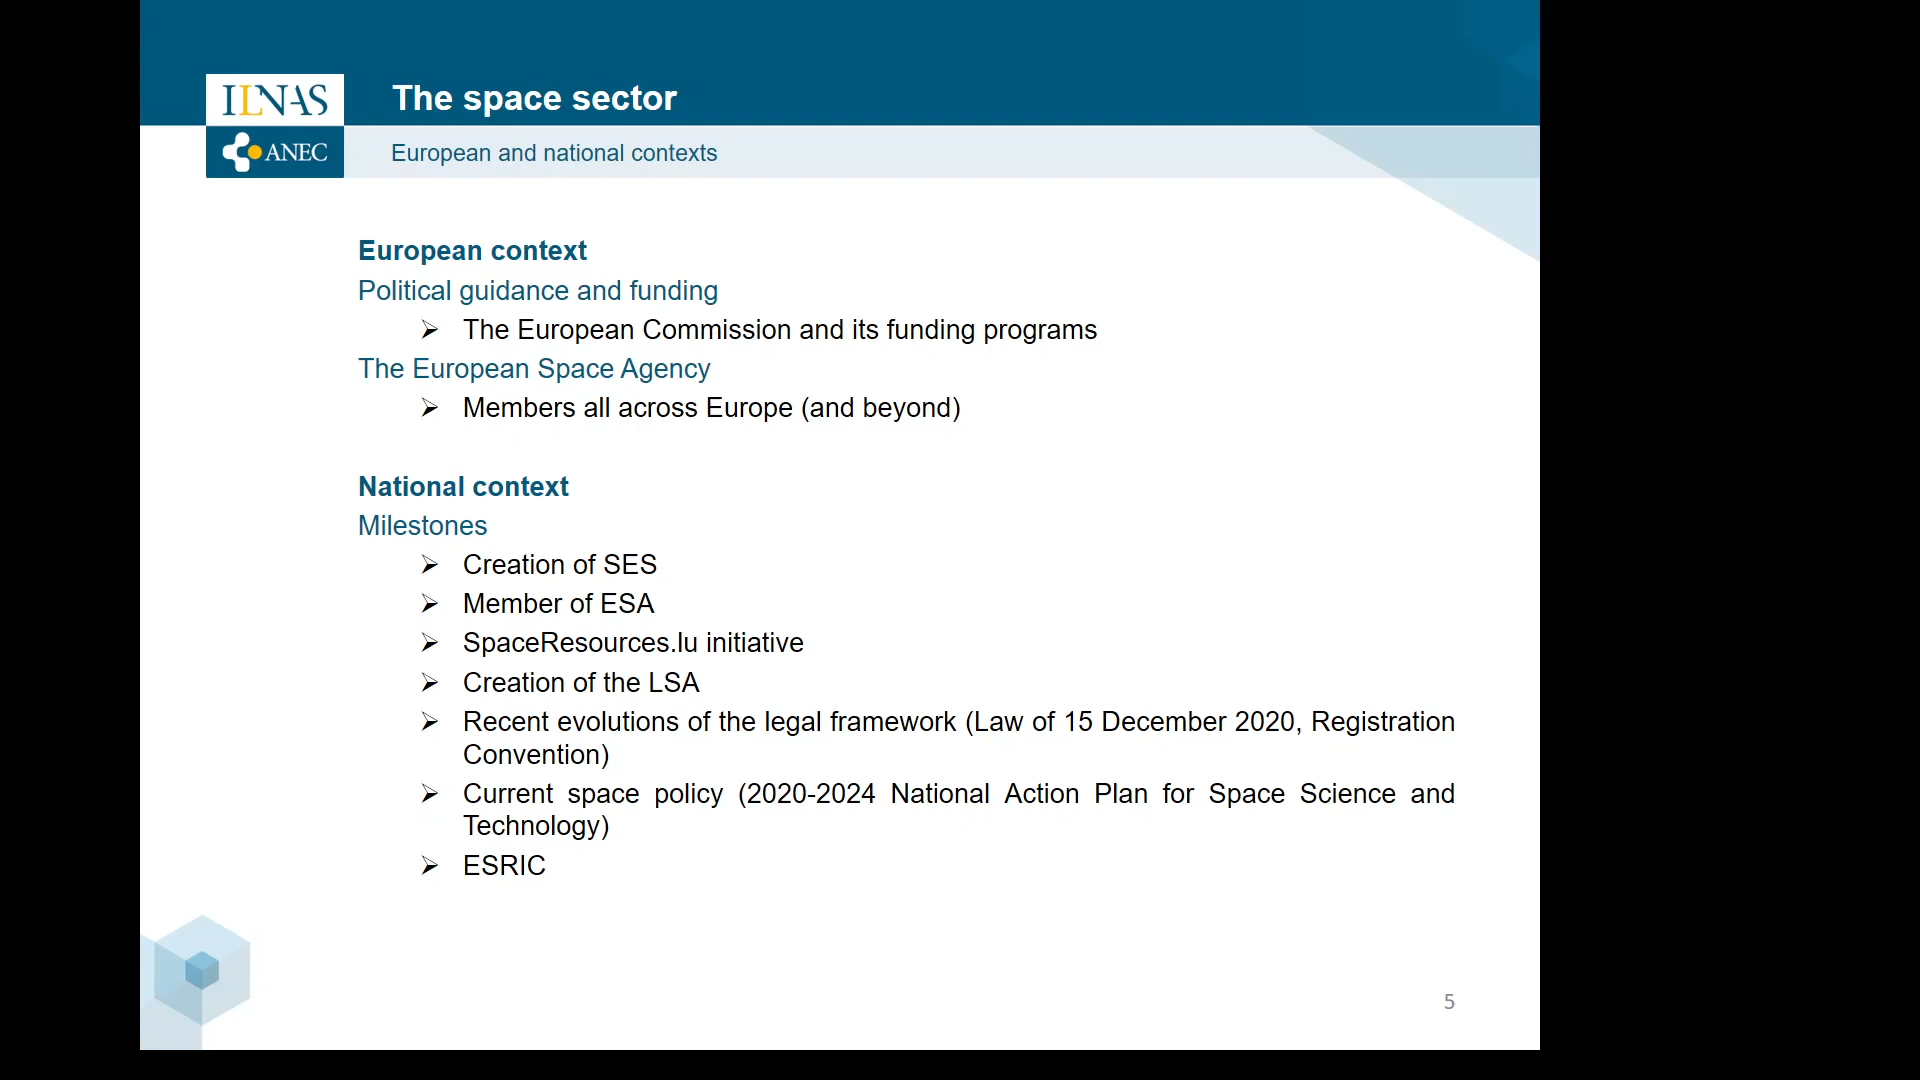 ILNAS
ANEC
The space sector
European and national contexts
European context
Political guidance and funding
➢ The European Commission and its funding programs
The European Space Agency
➢ Members all across Europe (and beyond)
National context
Milestones
➢ Creation of SES
➢ Member of ESA
➢ SpaceResources.lu initiative
➢ Creation of the LSA
➢ Recent evolutions of the legal framework (Law of 15 December 2020, Registration
Convention)
➢ Current space policy (2020-2024 National Action Plan for Space Science and
Technology)
➢ ESRIC
5